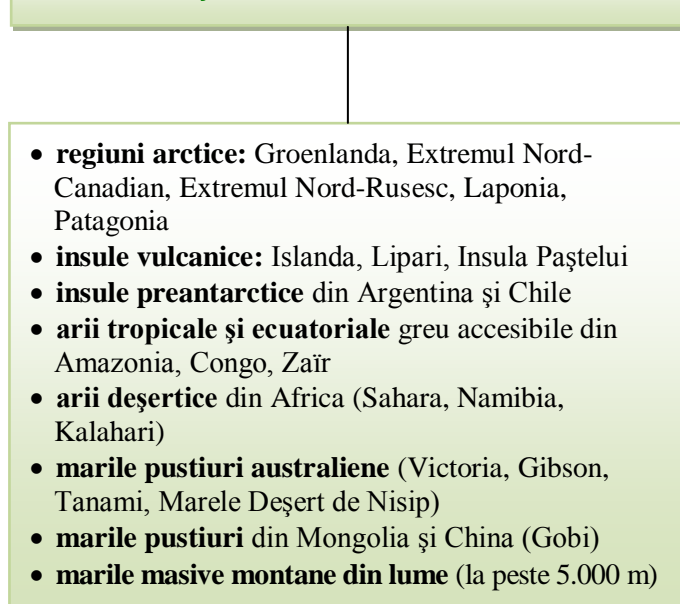 • regiuni arctice: Groenlanda, Extremul Nord-
Canadian, Extremul Nord-Rusesc, Laponia,
Patagonia
• insule vulcanice: Islanda, Lipari, Insula Paştelui
• insule preantarctice din Argentina şi Chile
• arii tropicale şi ecuatoriale greu accesibile din
Amazonia, Congo, Zaïr
• arii deşertice din Africa (Sahara, Namibia,
Kalahari)
• marile pustiuri australiene (Victoria, Gibson,
Tanami, Marele Deşert de Nisip)
• marile pustiuri din Mongolia şi China (Gobi)
• marile masive montane din lume (la peste 5.000 m)